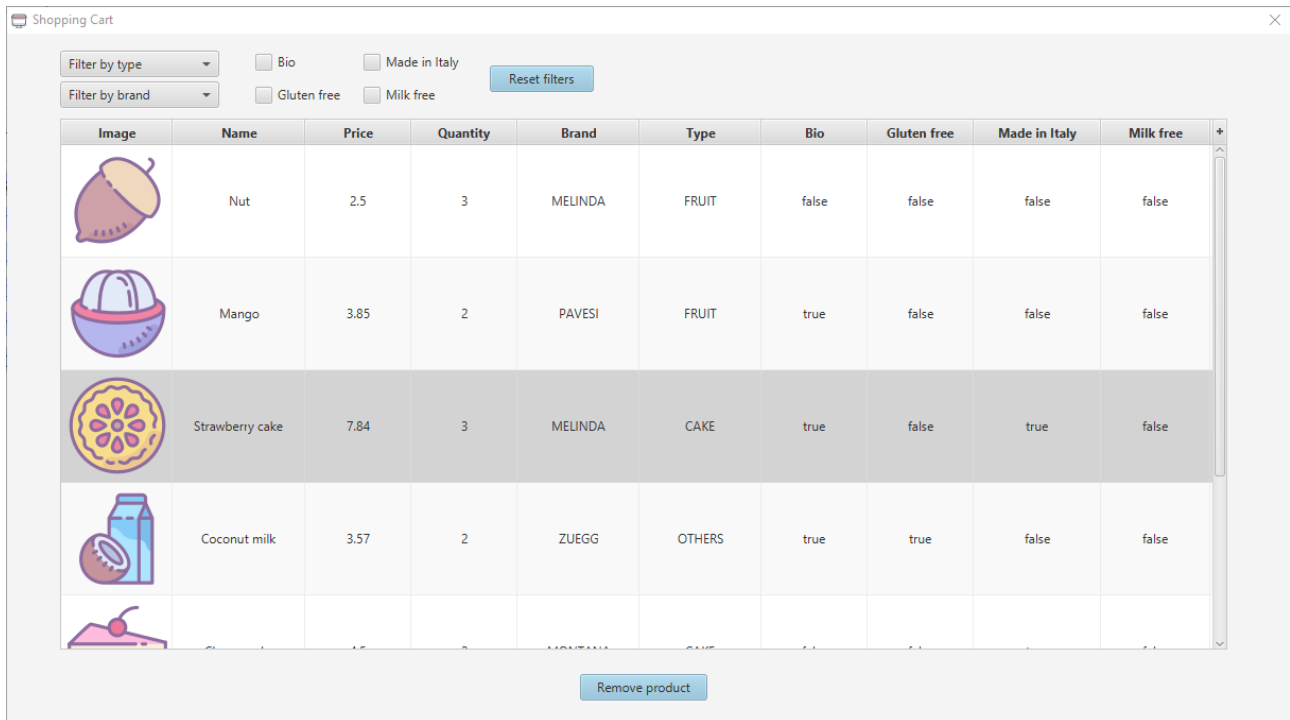 Shopping Cart
Filter by type Bio Made in Italy
Reset filters
Filter by brand Gluten free Milk free
Image Name Price Quantity Brand Type Bio Gluten free Made in Italy Milk free +
Nut 2.5 3 MELINDA FRUIT false false false false
Mango 3.85 2 PAVESI FRUIT true false false false
Strawberry cake 7.84 3 MELINDA CAKE true false true false
Coconut milk 3.57 2 ZUEGG OTHERS true true false false
Remove product